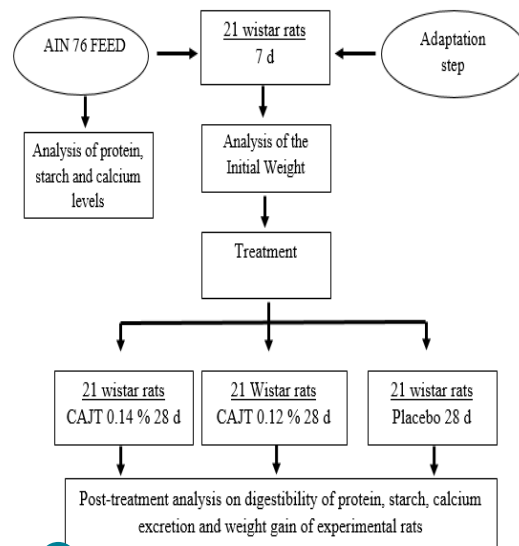 AIN 76 FEED
21 wistar rats
7 d
Adaptation
step
Analysis of protein,
starch and calcium
levels
Analysis of the
Initial Weight
Treatment
21 wistar rats
CAJT 0.14 % 28 d
21 Wistar rats
CAJT 0.12 % 28 d
21 wistar rats
Placebo 28 d
Post-treatment analysis on digestibility of protein, starch, calcium
excretion and weight gain of experimental rats